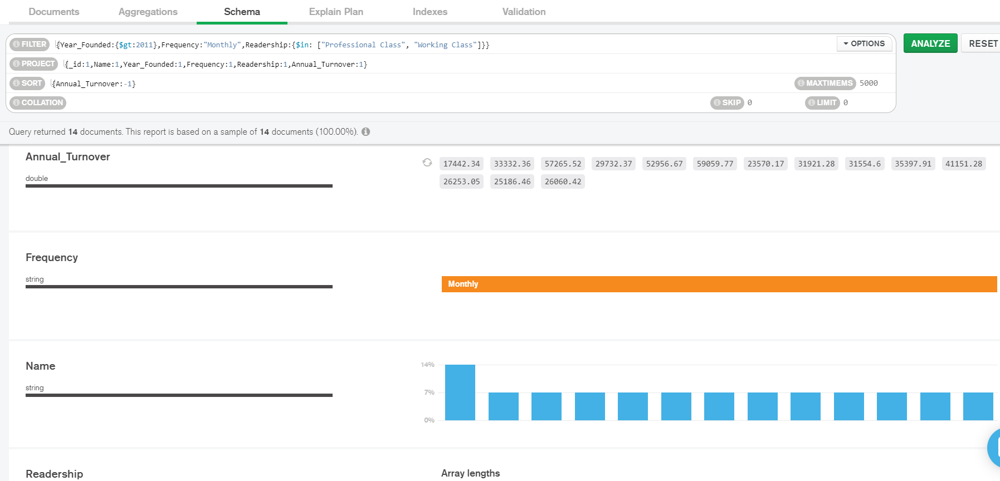 Documents Aggregations Schema Explain Plan Indexes Validation
FILTER {Year_Founded:{$gt:2011},Frequency:"Monthly",Readership:{$in: ["Professional Class", "Working Class"]}} OPTIONS ANALYZE RESET
PROJECT {_id:1,Name:1,Year_Founded:1,Frequency:1,Readership:1,Annual_Turnover:1}
SORT {Annual_Turnover:-1} MAXTIMEMS 5000
COLLATION SKIP 0 LIMIT 0
Query returned 14 documents. This report is based on a sample of 14 documents (100.00%).
Annual_Turnover
double
17442.34 33332.36 57265.52 29732.37 52956.67 59059.77 23570.17 31921.28 31554.6 35397.91 41151.28
26253.05 25186.46 26060.42
Frequency
string
Monthly
Name
string
14%
7%
0%
Readership
Array lengths